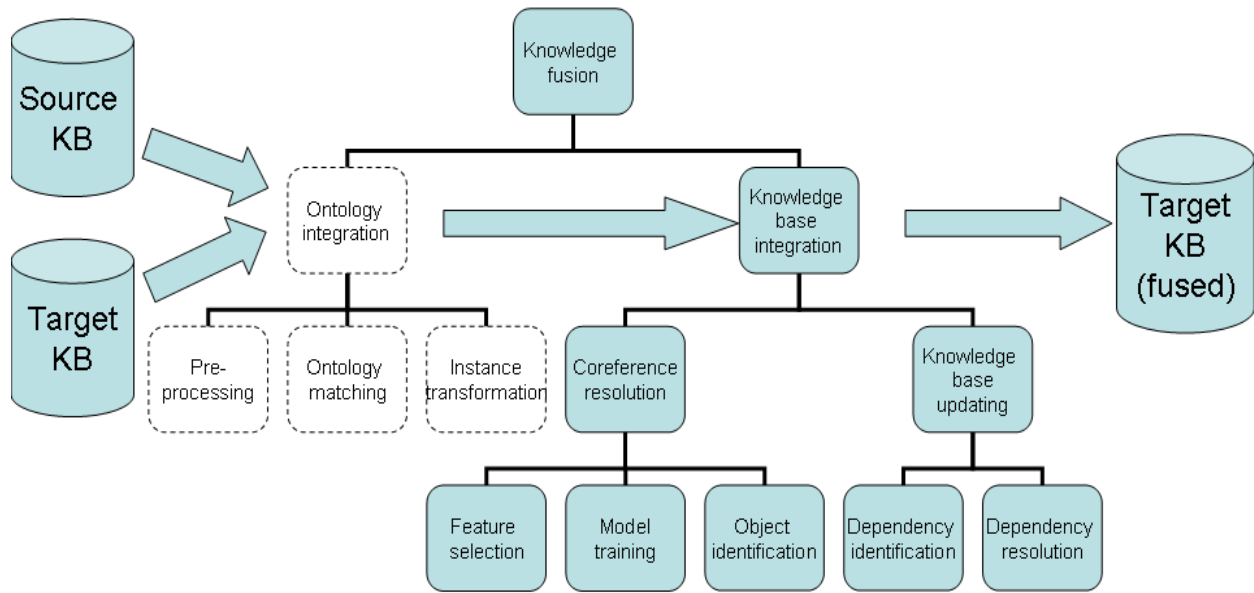 Source
KB
Target
KB
Knowledge
fusion
Ontology
integration
Knowledge
base
integration
Target
KB
(fused)
Pre-
processing
Ontology
matching
Instance
transformation
Coreference
resolution
Knowledge
base
updating
Feature
selection
Model
training
Object
identification
Dependency
identification
Dependency
resolution